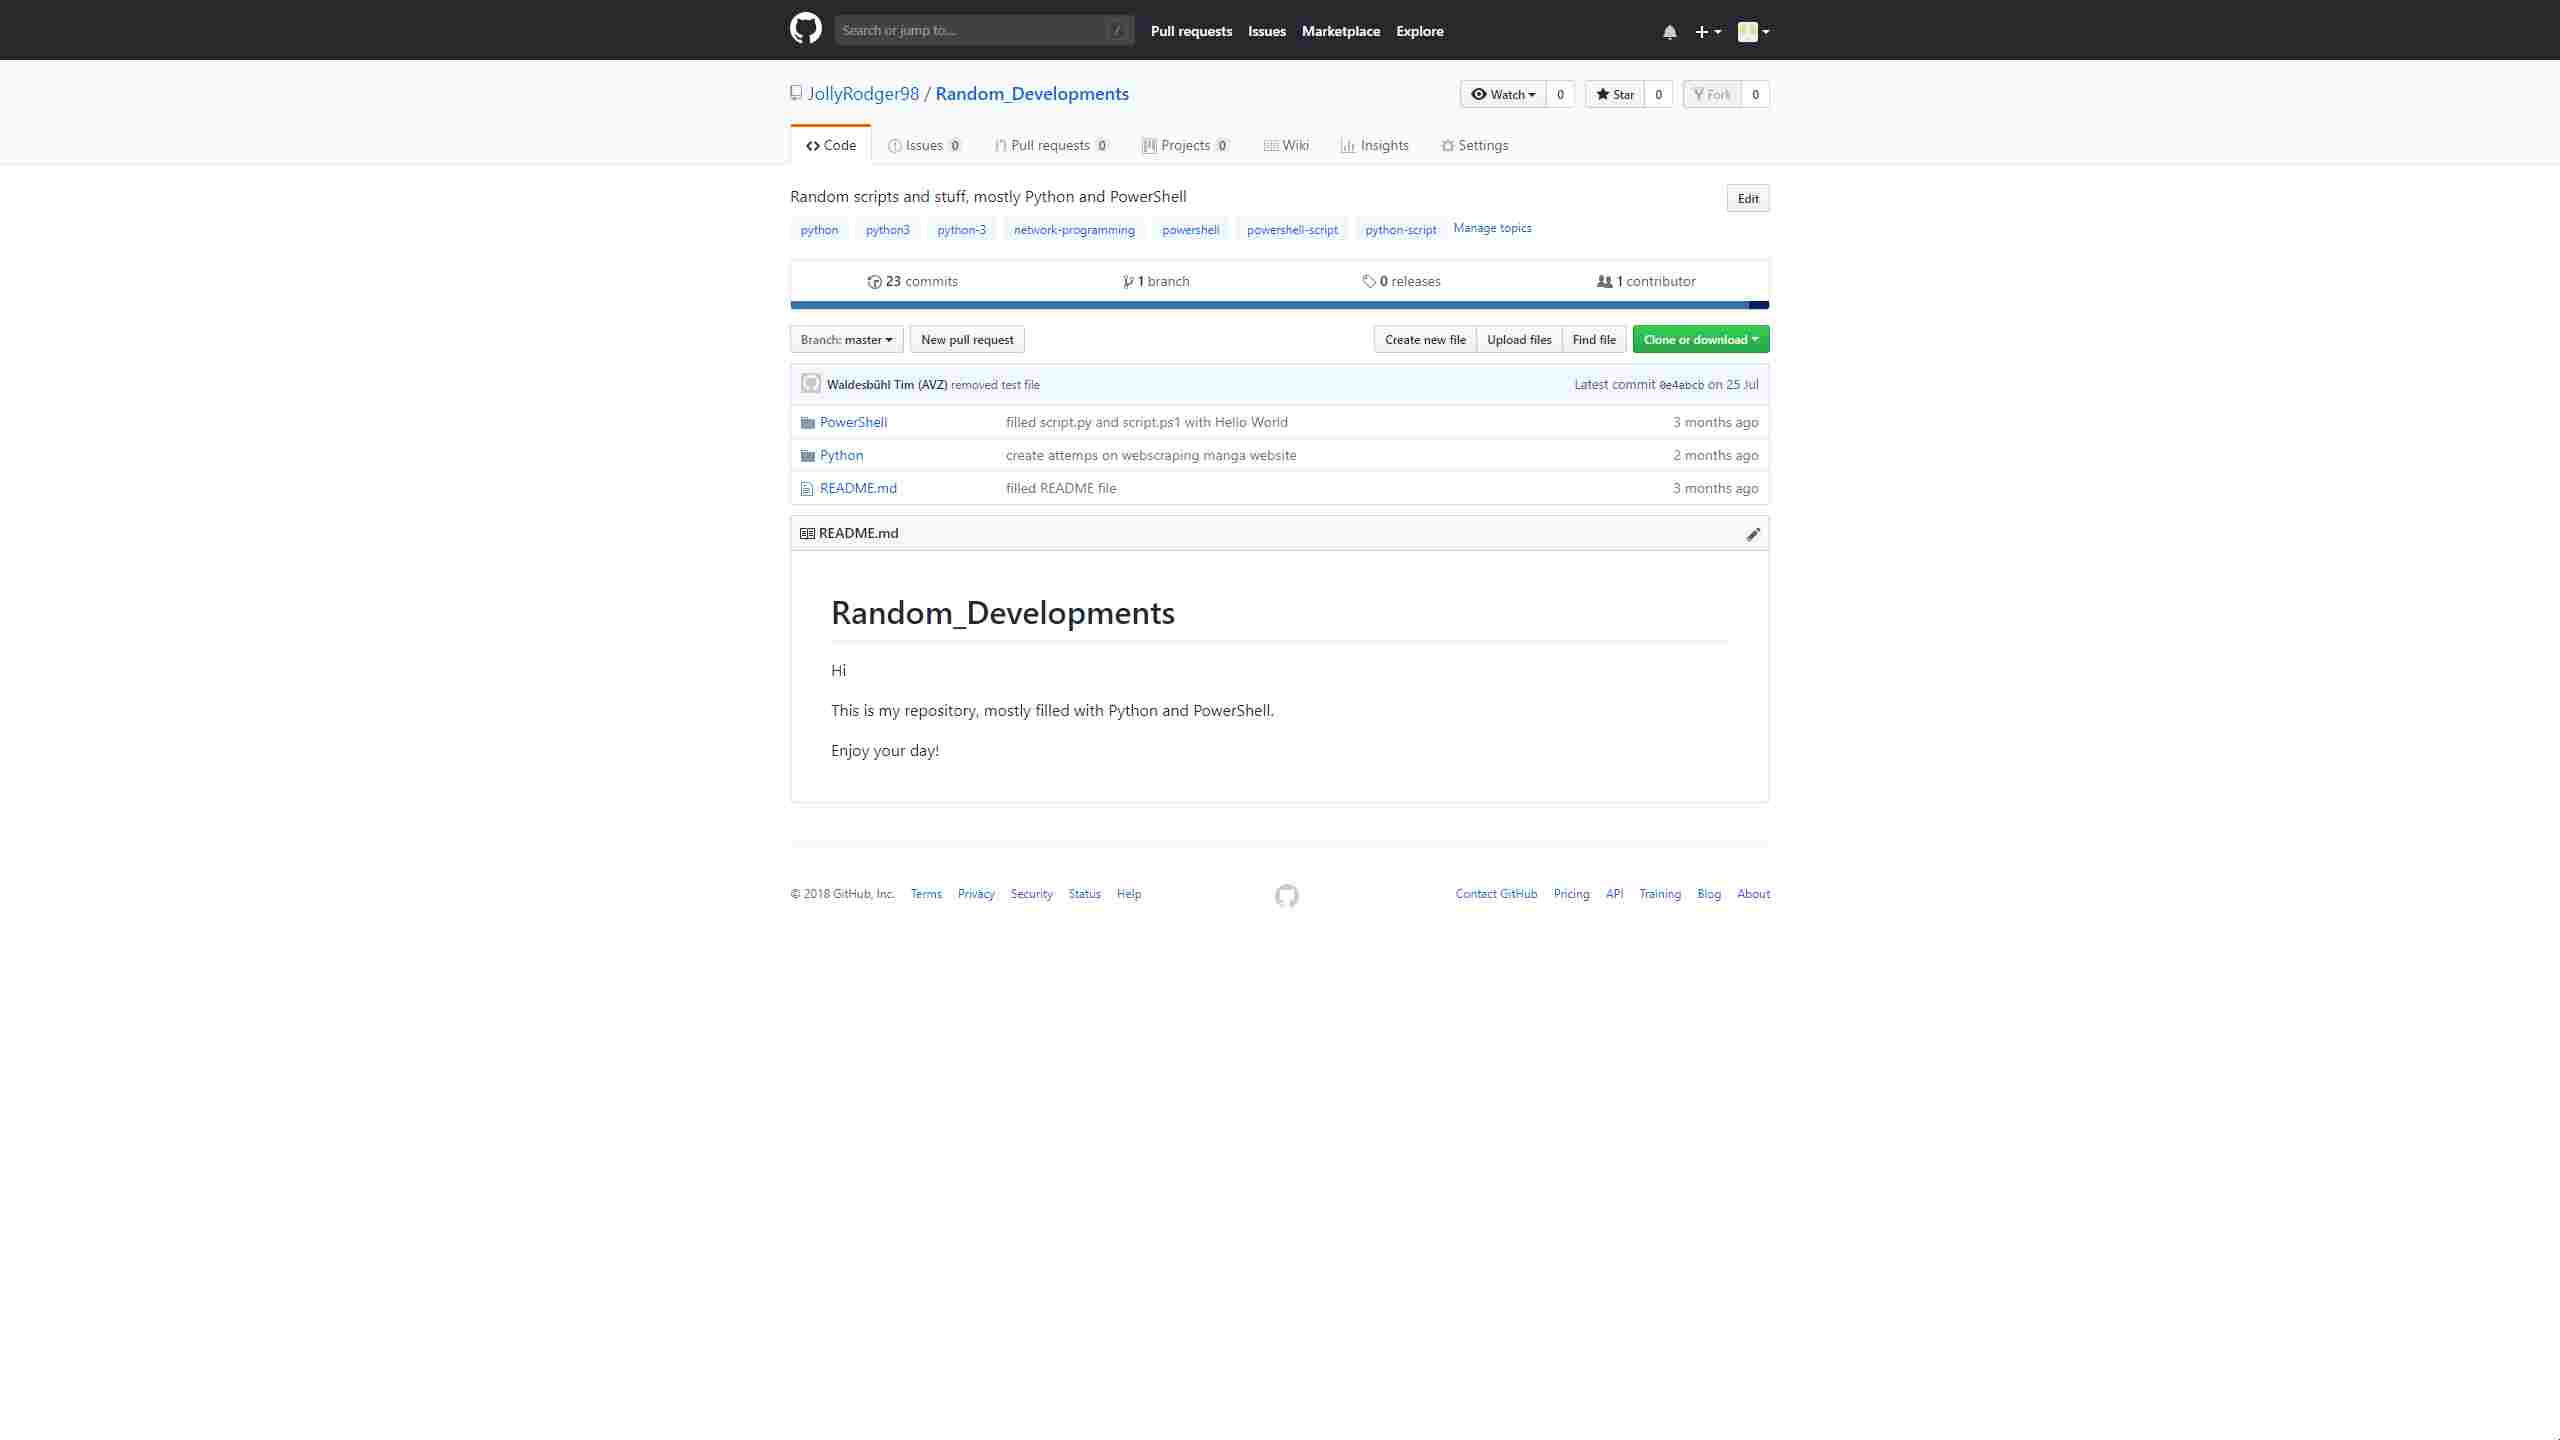 Search or jump to... /
Pull requests Issues Marketplace Explore
JollyRodger98 / Random_Developments
Watch 0 Star 0 Fork 0
Code Issues 0 Pull requests 0 Projects 0 Wiki Insights Settings
Random scripts and stuff, mostly Python and PowerShell Edit
python python3 python-3 network-programming powershell powershell-script python-script Manage topics
23 commits 1 branch 0 releases 1 contributor
Branch: master New pull request Create new file Upload files Find file Clone or download
Waldesbühl Tim (AVZ) removed test file Latest commit 0e4abcb on 25 Jul
PowerShell filled script.py and script.ps1 with Hello World 3 months ago
Python create attemps on webscraping manga website 2 months ago
README.md filled README file 3 months ago
README.md
Random_Developments
Hi
This is my repository, mostly filled with Python and PowerShell.
Enjoy your day!
© 2018 GitHub, Inc. Terms Privacy Security Status Help Contact GitHub Pricing API Training Blog About